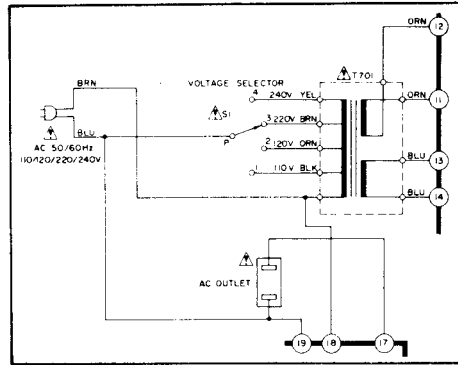 ORN
12
BRN
VOLTAGE SELECTOR
T701
4 240V YEL
ORN
11
S1
3 220V BRN
BLU
P
AC 50/60Hz
110/120/220/240V
2 120V ORN
BLU
13
1 110V BLK
BLU
14
AC OUTLET
19
18
17